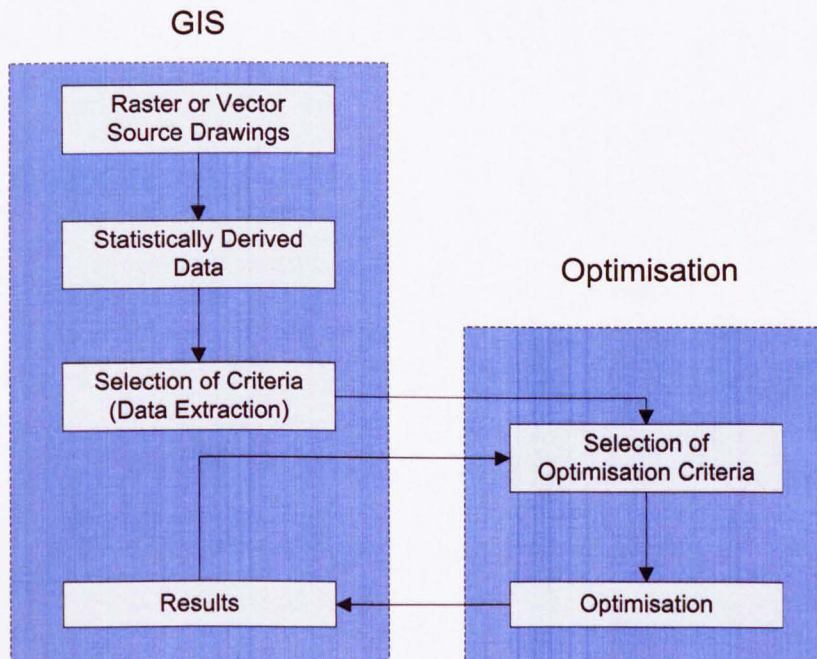 GIS
Raster or Vector
Source Drawings
Statistically Derived
Data
Optimisation
Selection of Criteria
(Data Extraction)
Selection of
Optimisation Criteria
Results
Optimisation